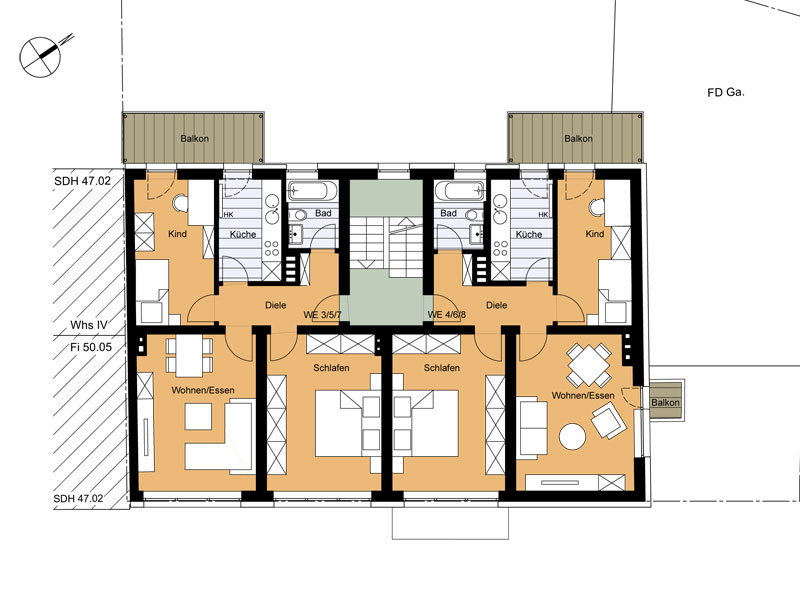 FD Ga.
Balkon
Balkon
SDH 47.02
HK
Bad
Bad
HK
Kind
Küche
Küche
Kind
Diele
Diele
WE 3/5/7
WE 4/6/8
Whs IV
Fi 50.05
Schlafen
Schlafen
Wohnen/Essen
Wohnen/Essen
Balkon
SDH 47.02